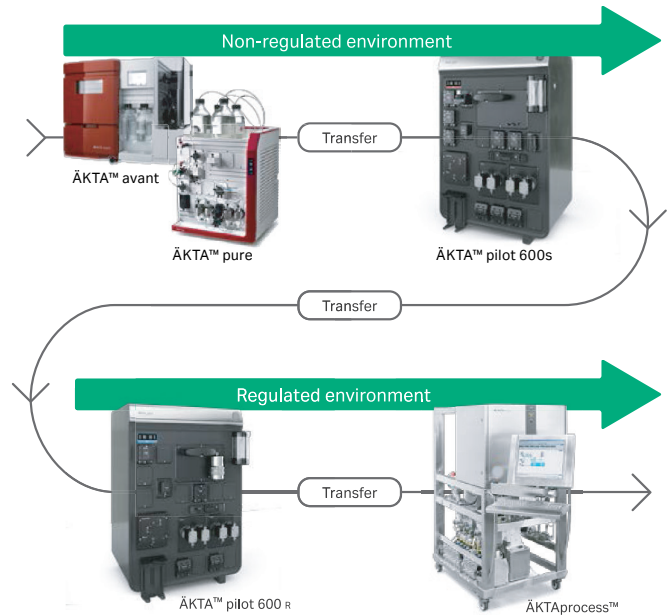 Non-regulated environment
Transfer
ÄKTA™ avant
ÄKTA™ pure
ÄKTA™ pilot 600s
Transfer
Regulated environment
Transfer
ÄKTA™ pilot 600 R
ÄKTAprocess™